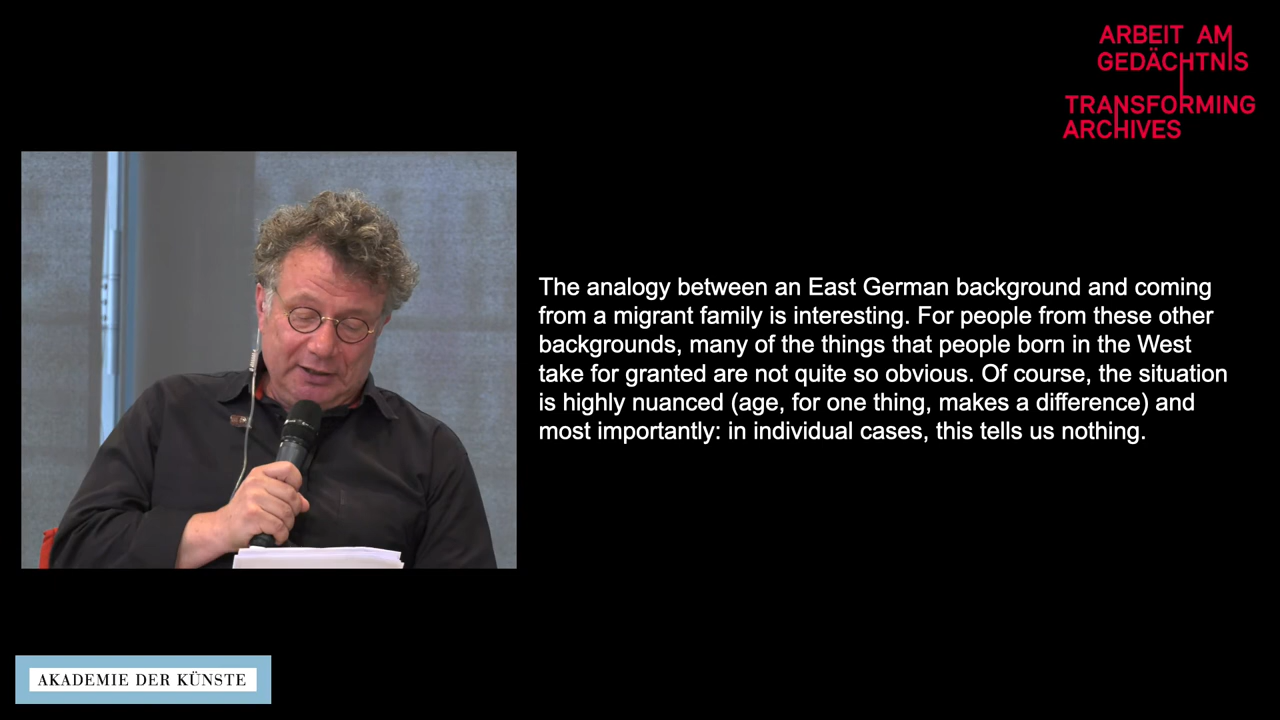 ARBEIT AM
GEDÄCHTNIS
TRANSFORMING
ARCHIVES
The analogy between an East German background and coming
from a migrant family is interesting. For people from these other
backgrounds, many of the things that people born in the West
take for granted are not quite so obvious. Of course, the situation
is highly nuanced (age, for one thing, makes a difference) and
most importantly: in individual cases, this tells us nothing.
AKADEMIE DER KÜNSTE